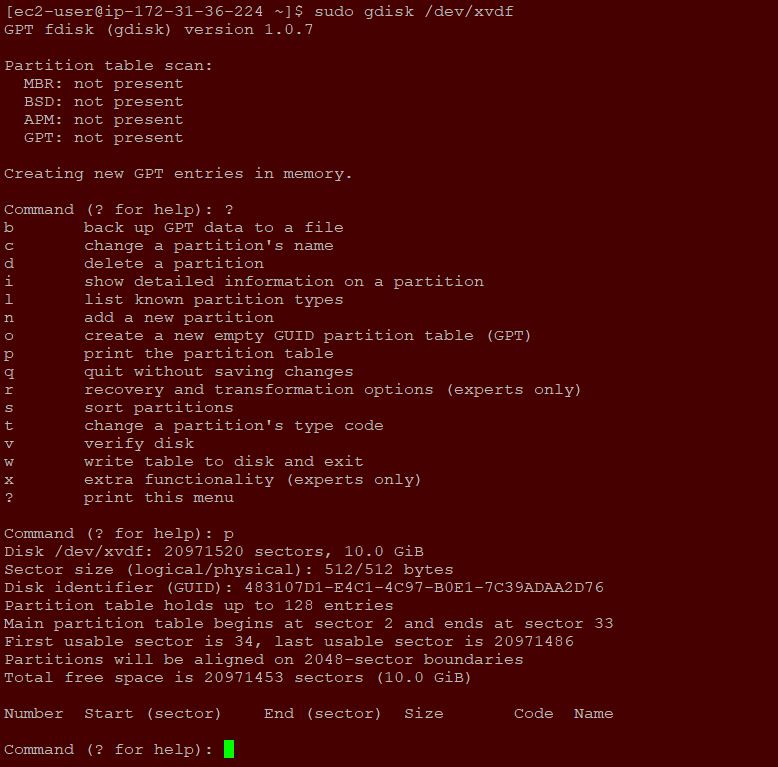 [ec2-user@ip-172-31-36-224 ~]$ sudo gdisk /dev/xvdf
GPT fdisk (gdisk) version 1.0.7

Partition table scan:
  MBR: not present
  BSD: not present
  APM: not present
  GPT: not present

Creating new GPT entries in memory.

Command (? for help): ?
b       back up GPT data to a file
c       change a partition's name
d       delete a partition
i       show detailed information on a partition
l       list known partition types
n       add a new partition
o       create a new empty GUID partition table (GPT)
p       print the partition table
q       quit without saving changes
r       recovery and transformation options (experts only)
s       sort partitions
t       change a partition's type code
v       verify disk
w       write table to disk and exit
x       extra functionality (experts only)
?       print this menu

Command (? for help): p
Disk /dev/xvdf: 20971520 sectors, 10.0 GiB
Sector size (logical/physical): 512/512 bytes
Disk identifier (GUID): 483107D1-E4C1-4C97-B0E1-7C39ADAA2D76
Partition table holds up to 128 entries
Main partition table begins at sector 2 and ends at sector 33
First usable sector is 34, last usable sector is 20971486
Partitions will be aligned on 2048-sector boundaries
Total free space is 20971453 sectors (10.0 GiB)

Number  Start (sector)    End (sector)  Size       Code  Name

Command (? for help):